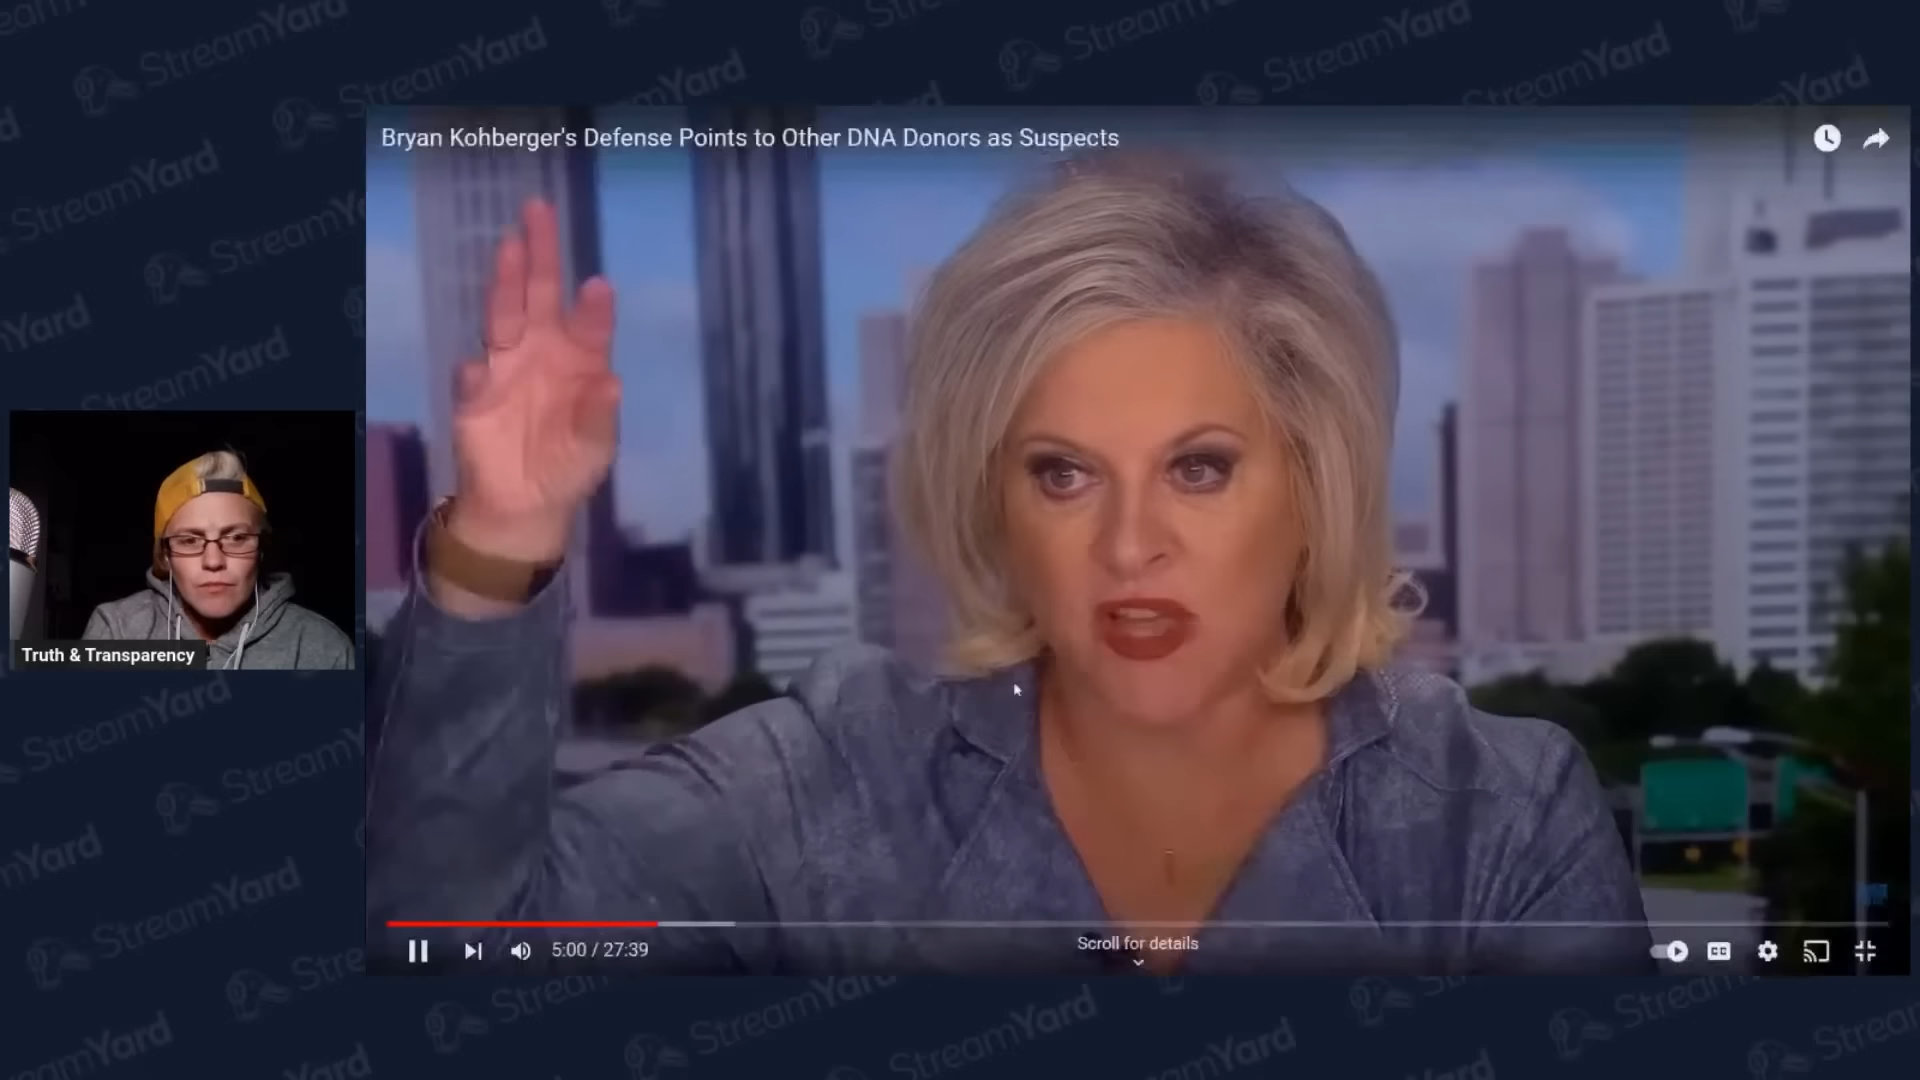 StreamYard
Bryan Kohberger's Defense Points to Other DNA Donors as Suspects
Truth & Transparency
5:00 / 27:39
Scroll for details
CC